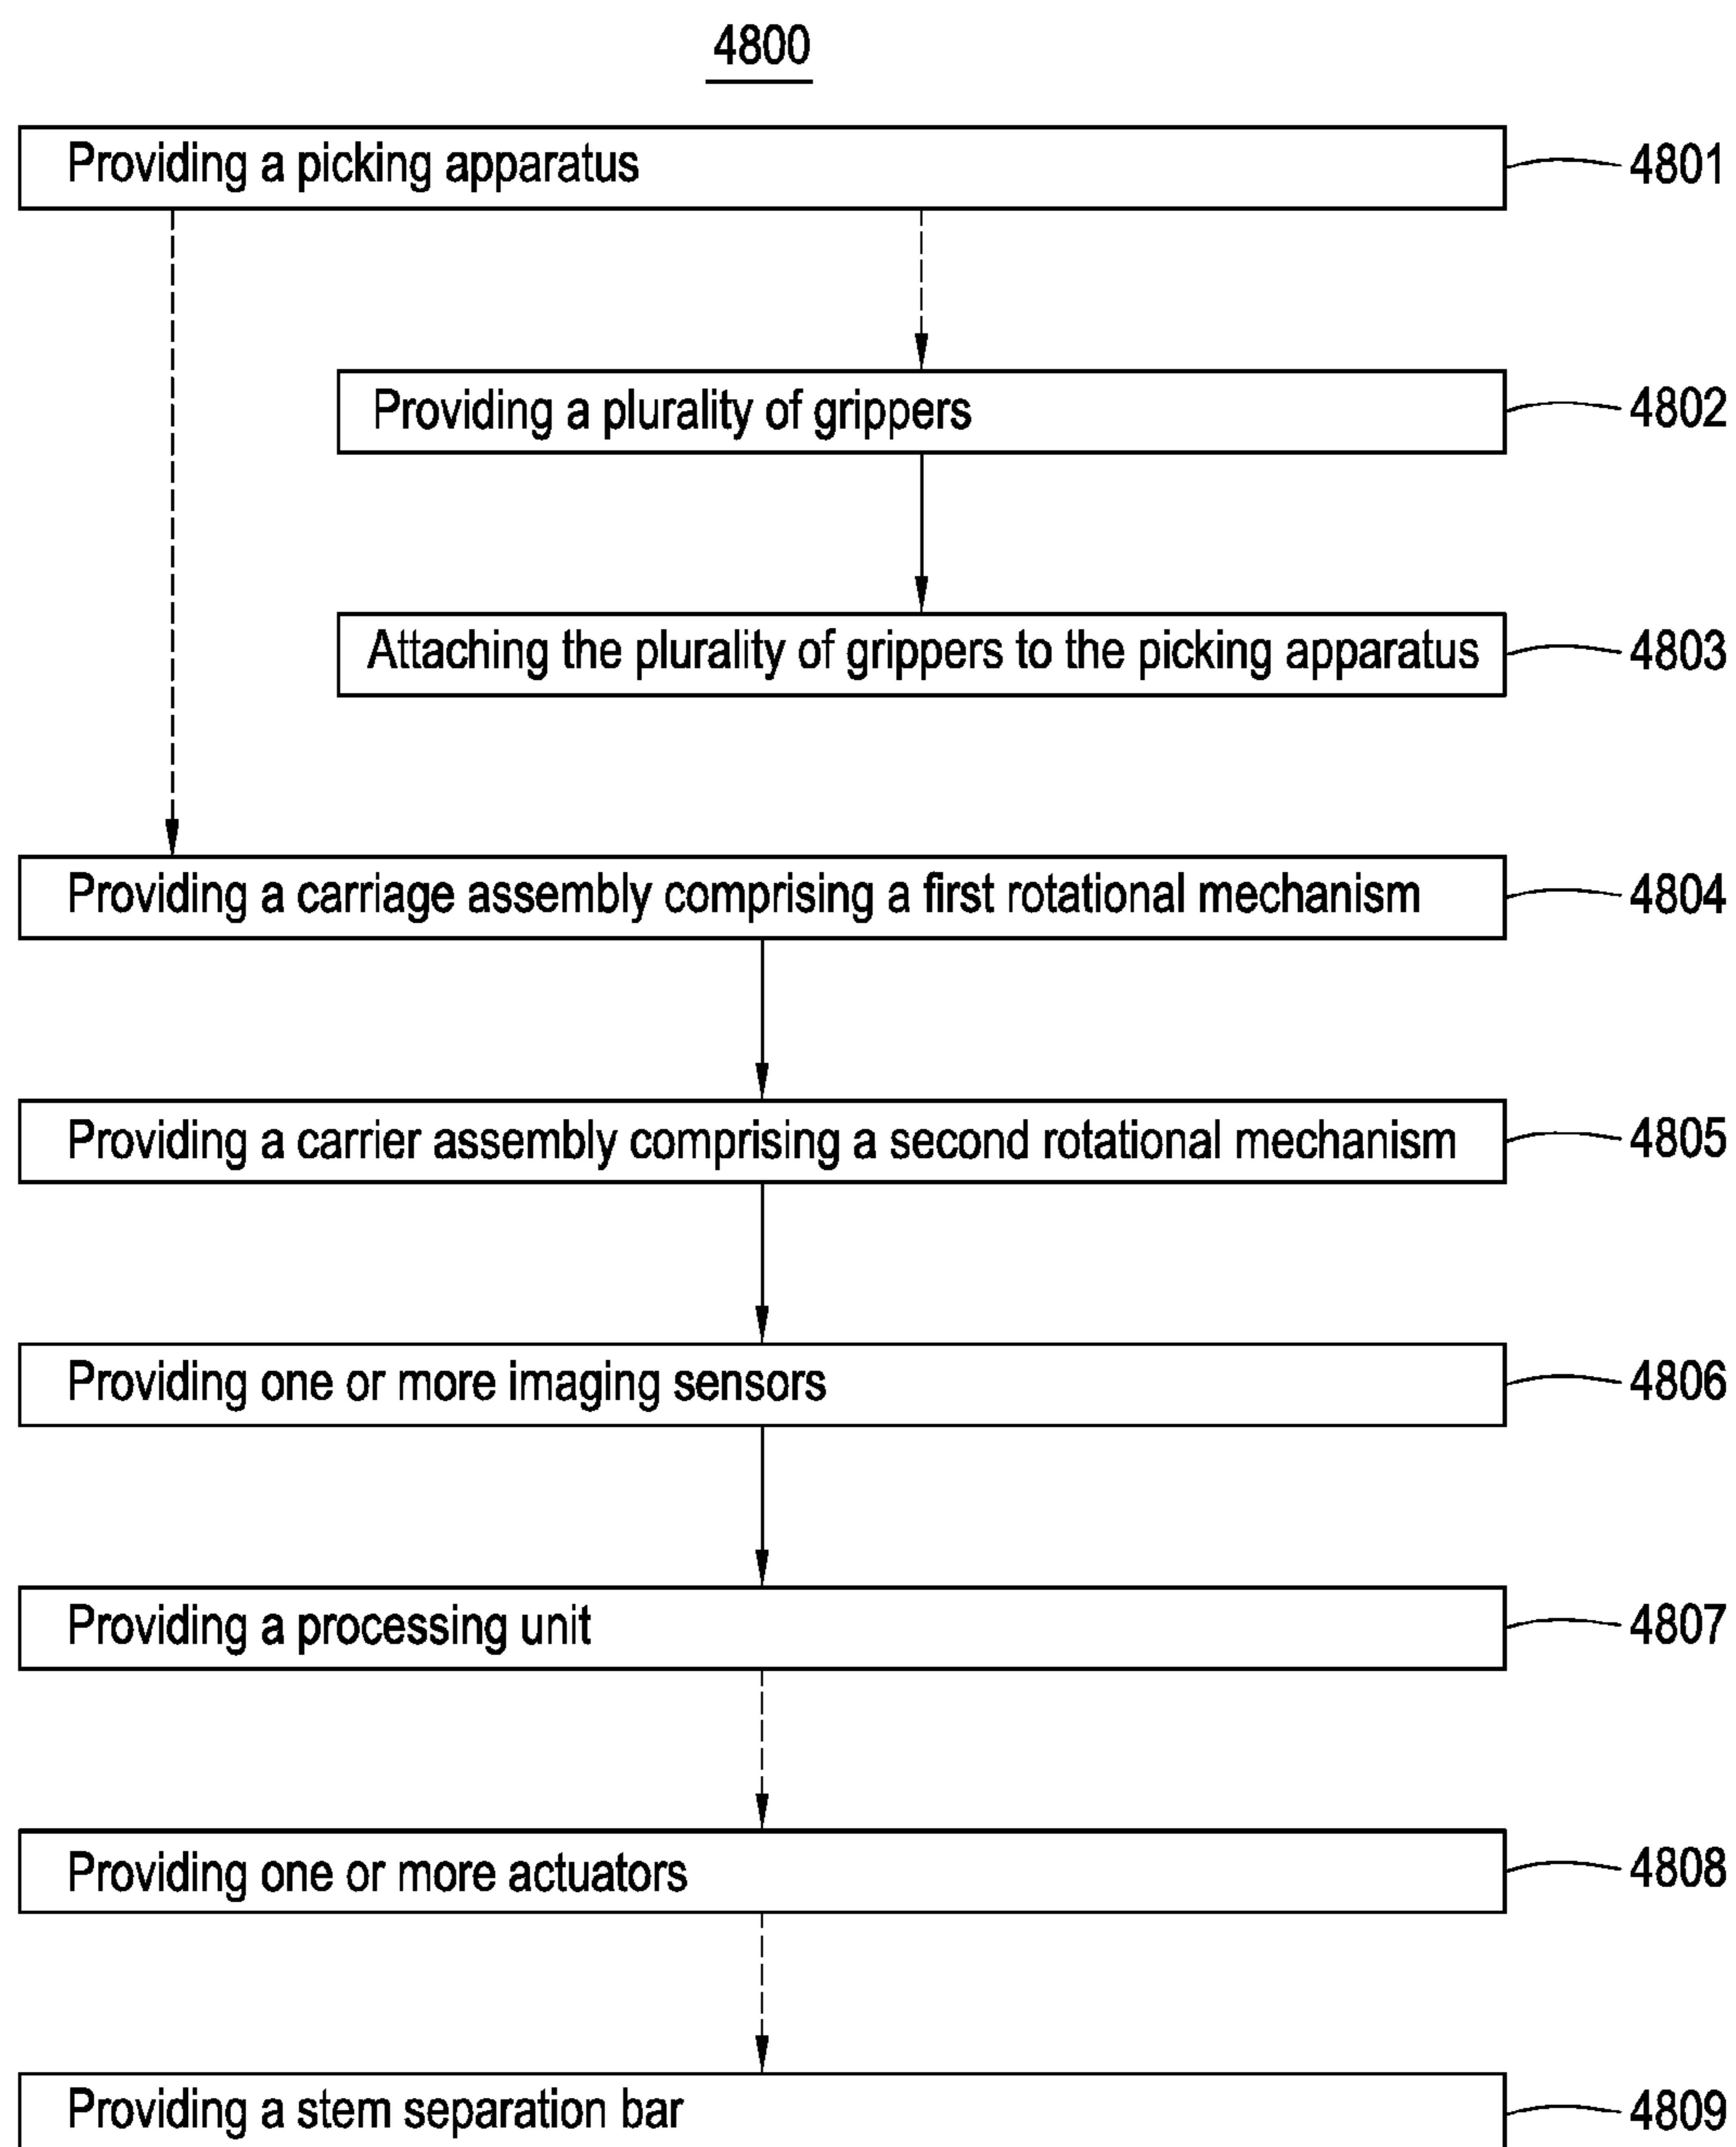 4800
Providing a picking apparatus 4801
Providing a plurality of grippers 4802
Attaching the plurality of grippers to the picking apparatus 4803
Providing a carriage assembly comprising a first rotational mechanism 4804
Providing a carrier assembly comprising a second rotational mechanism 4805
Providing one or more imaging sensors 4806
Providing a processing unit 4807
Providing one or more actuators 4808
Providing a stem separation bar 4809